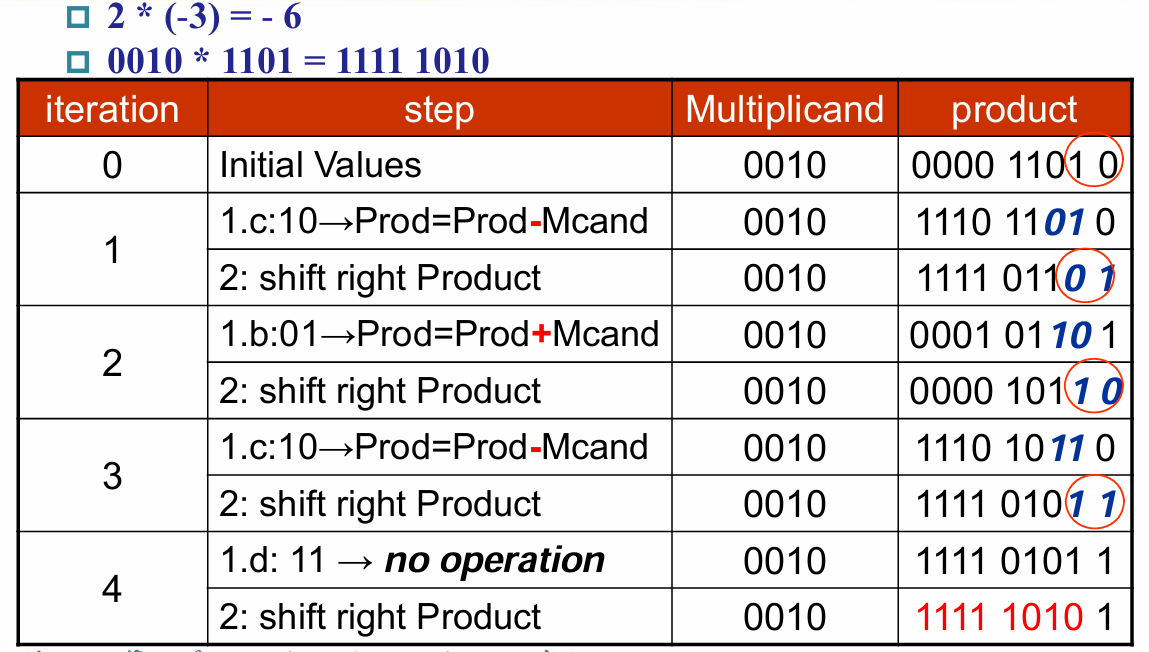 2 * (-3) = - 6
0010 * 1101 = 1111 1010
iteration step Multiplicand product
0 Initial Values 0010 0000 1101 0
1 1.c:10→Prod=Prod-Mcand 0010 1110 1101 0
2: shift right Product 0010 1111 0110 1
2 1.b:01→Prod=Prod+Mcand 0010 0001 0110 1
2: shift right Product 0010 0000 1011 0
3 1.c:10→Prod=Prod-Mcand 0010 1110 1011 0
2: shift right Product 0010 1111 0101 1
4 1.d: 11 → no operation 0010 1111 0101 1
2: shift right Product 0010 1111 1010 1